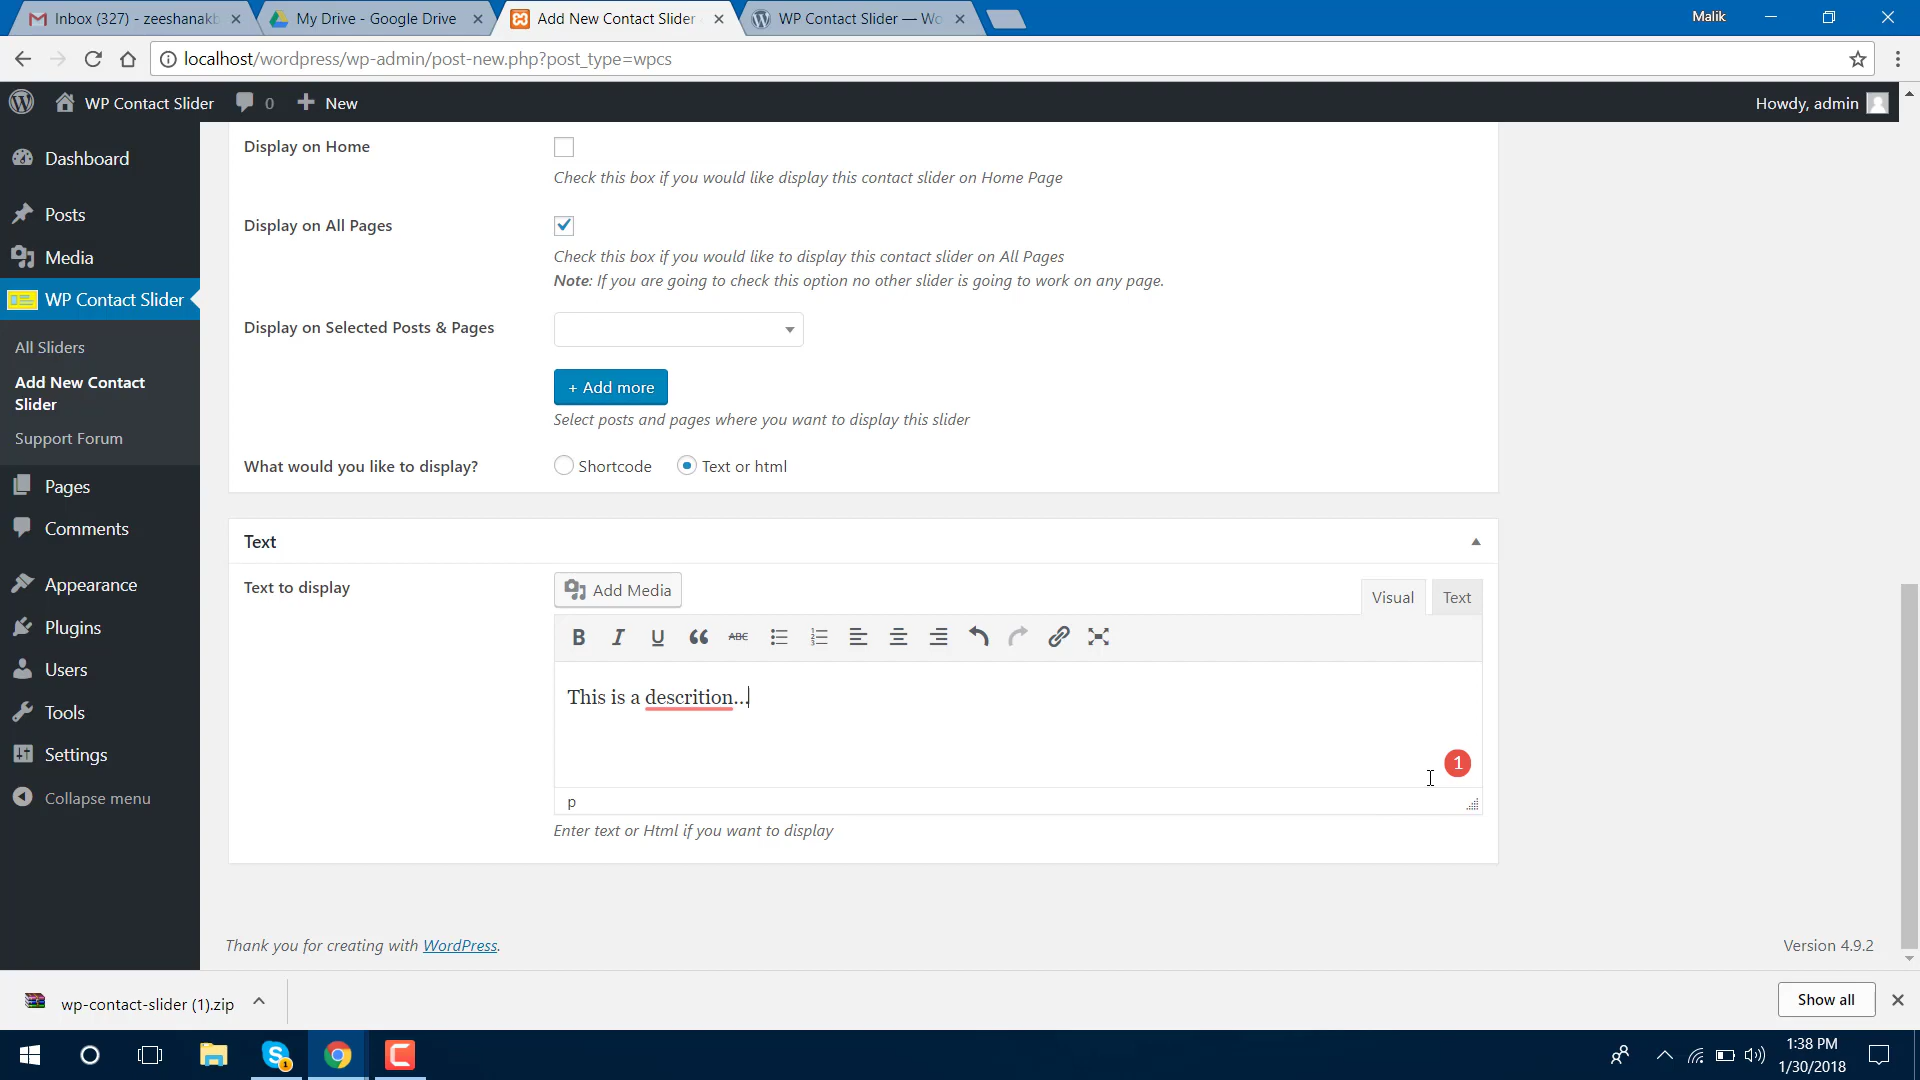 Inbox (327) - zeeshanakb
My Drive - Google Drive
Add New Contact Slider
WP Contact Slider — Wo
Malik
localhost/wordpress/wp-admin/post-new.php?post_type=wpcs
WP Contact Slider
0
New
Howdy, admin
Dashboard
Posts
Media
WP Contact Slider
All Sliders
Add New Contact
Slider
Support Forum
Pages
Comments
Appearance
Plugins
Users
Tools
Settings
Collapse menu
Display on Home
Check this box if you would like display this contact slider on Home Page
Display on All Pages
Check this box if you would like to display this contact slider on All Pages
Note: If you are going to check this option no other slider is going to work on any page.
Display on Selected Posts & Pages
+ Add more
Select posts and pages where you want to display this slider
What would you like to display?
Shortcode
Text or html
Text
Text to display
Add Media
Visual
Text
B I U ABC
This is a descrition...
1
p
Enter text or Html if you want to display
Thank you for creating with WordPress.
Version 4.9.2
wp-contact-slider (1).zip
Show all
1
1:38 PM
1/30/2018